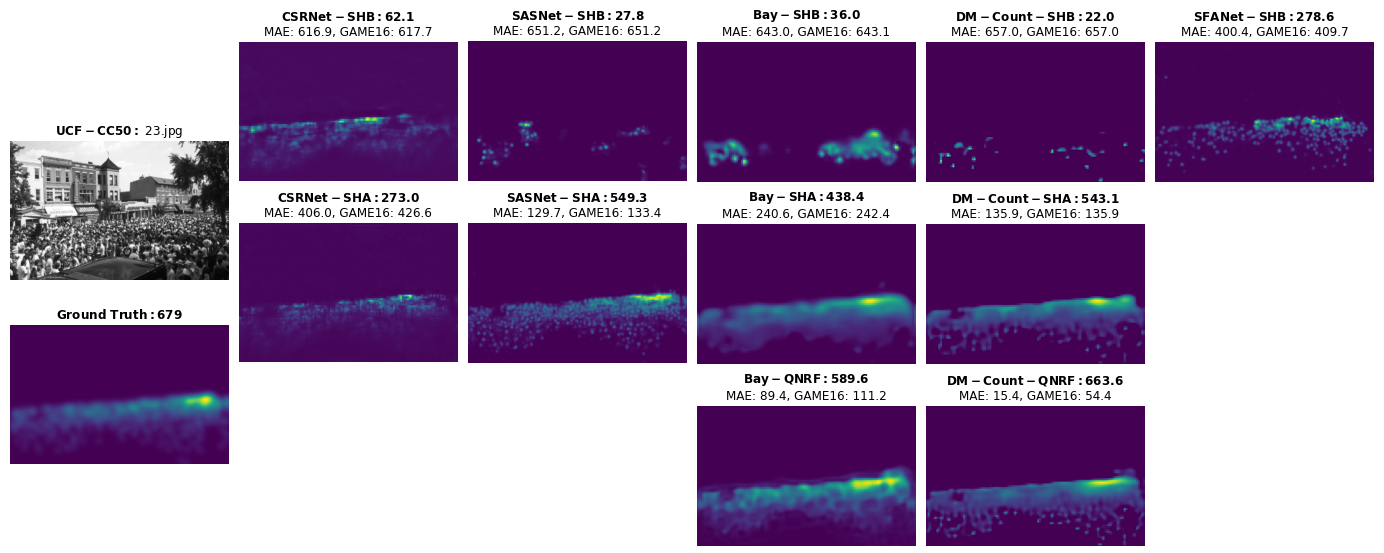 CSRNet − SHB : 62.1
MAE: 616.9, GAME16: 617.7
SASNet − SHB : 27.8
MAE: 651.2, GAME16: 651.2
Bay − SHB : 36.0
MAE: 643.0, GAME16: 643.1
DM − Count − SHB : 22.0
MAE: 657.0, GAME16: 657.0
SFANet − SHB : 278.6
MAE: 400.4, GAME16: 409.7
UCF − CC50 : 23.jpg
CSRNet − SHA : 273.0
MAE: 406.0, GAME16: 426.6
SASNet − SHA : 549.3
MAE: 129.7, GAME16: 133.4
Bay − SHA : 438.4
MAE: 240.6, GAME16: 242.4
DM − Count − SHA : 543.1
MAE: 135.9, GAME16: 135.9
Ground Truth : 679
Bay − QNRF : 589.6
MAE: 89.4, GAME16: 111.2
DM − Count − QNRF : 663.6
MAE: 15.4, GAME16: 54.4